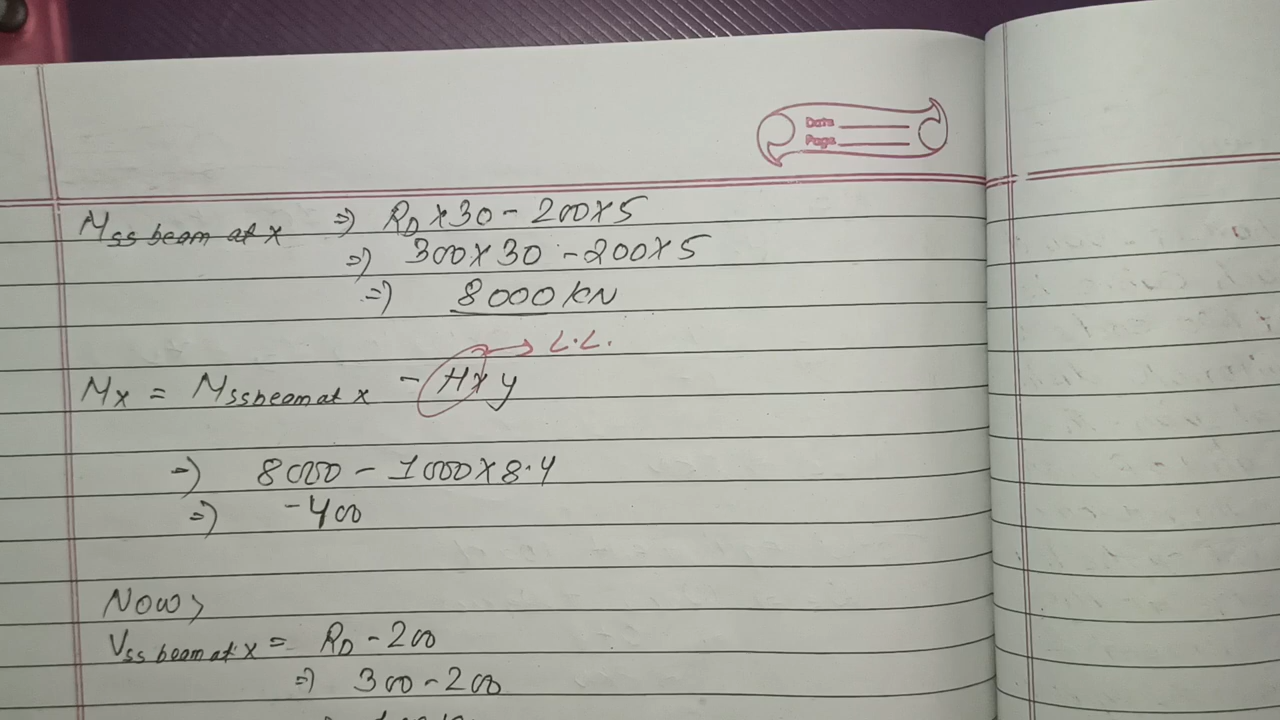 Date
Page
Mss beam at x ⇒ RD × 30 - 200 × 5
⇒ 300 × 30 - 200 × 5
⇒ 8000 KN
→ L.L.
Mx = Mss beam at x - H × y
⇒ 8000 - 1000 × 8.4
⇒ -400
Now,
Vss beam at x = RD - 200
⇒ 300 - 200